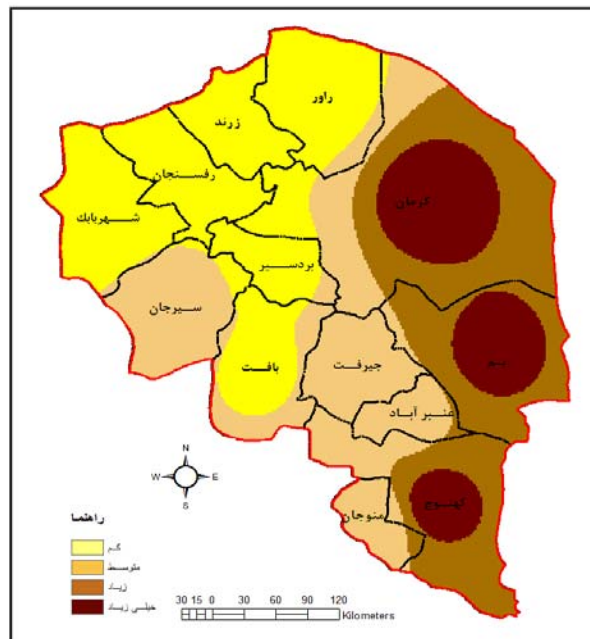 راور
زرند
رفسنجان
کرمان
شهربابک
بردسیر
سیرجان
بم
جیرفت
بافت
عنبر آباد
کهنوج
منوجان
N
W E
S
راهنما
کم
متوسط
زیاد
خیلی زیاد
30 15 0 30 60 90 120
Kilometers